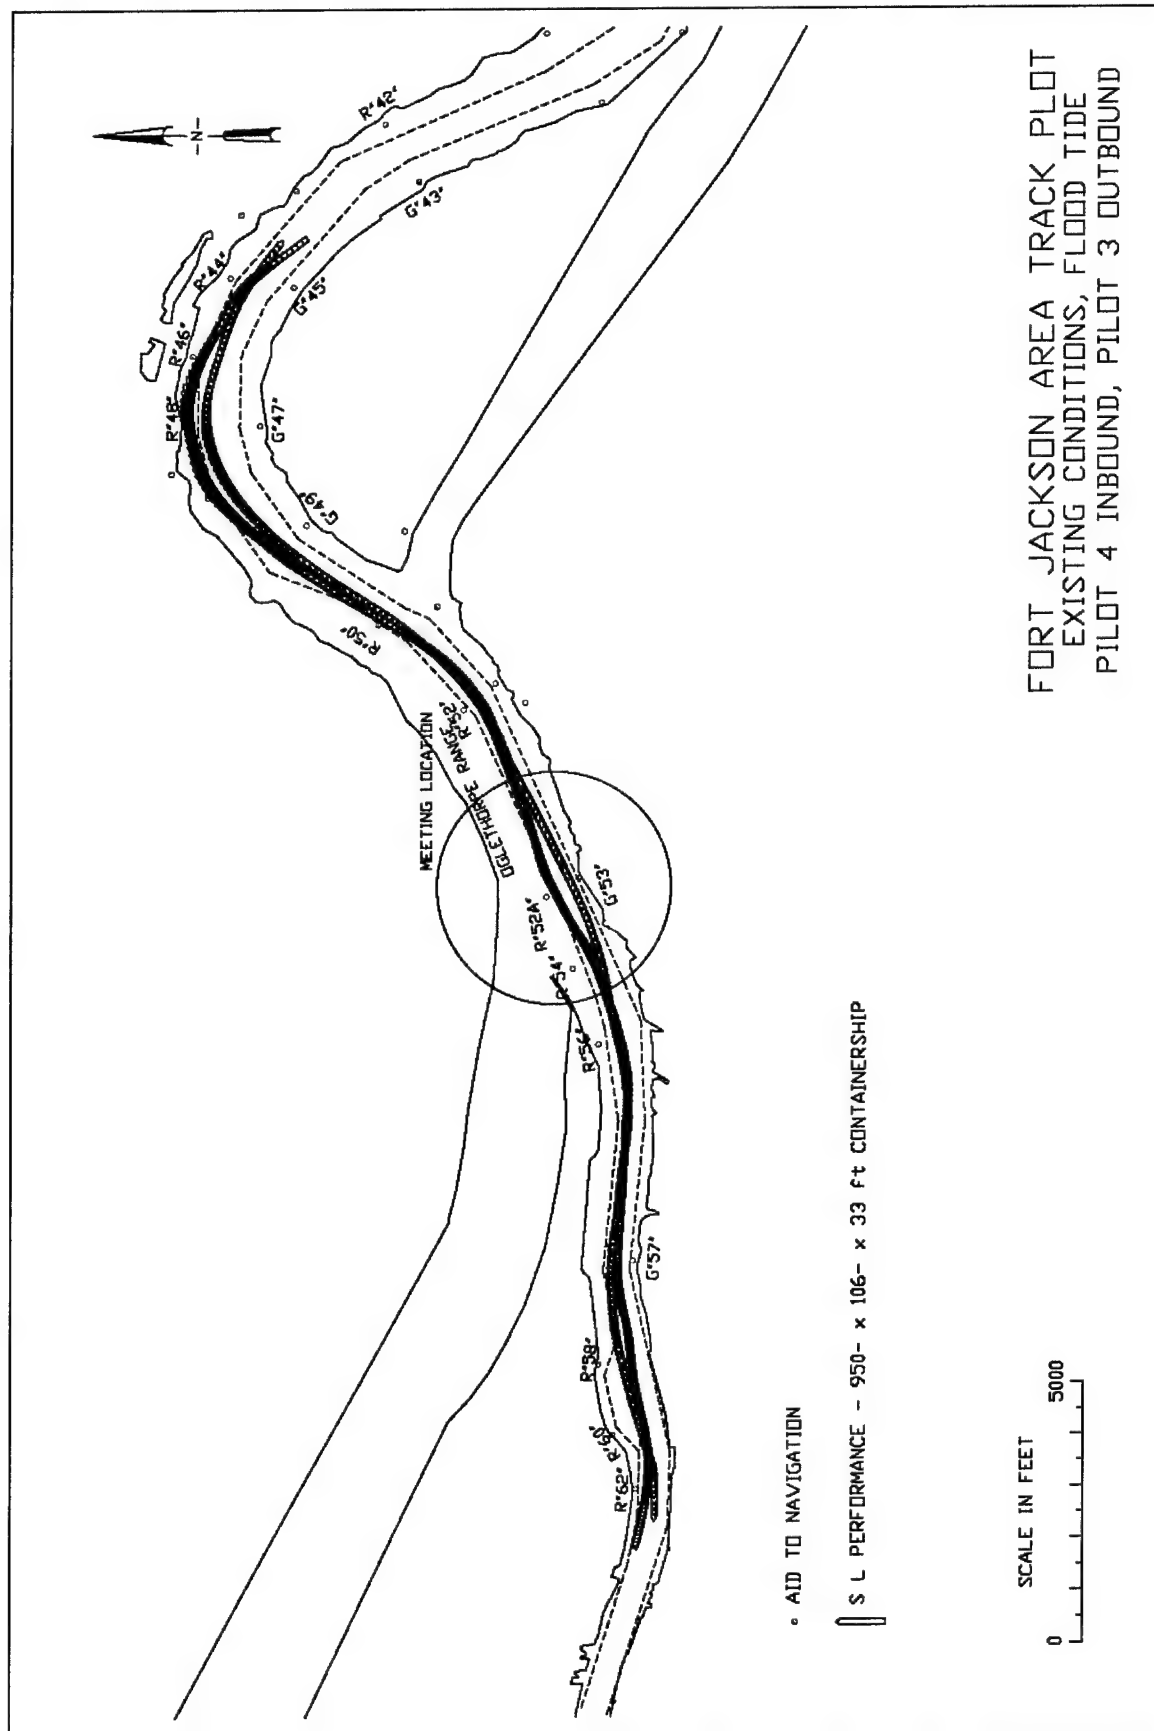 R"42"
-N-
G"43"
R"44"
G"45"
R"46"
R"48"
G"47"
G"49"
R"50"
R"52"
OGLETHORPE RANGE
MEETING LOCATION
R"52A"
G"53"
R"54"
R"56"
G"57"
R"58"
R"60"
R"62"
AID TO NAVIGATION
S L PERFORMANCE - 950- x 106- x 33 ft CONTAINERSHIP
SCALE IN FEET
0 5000
FORT JACKSON AREA TRACK PLOT
EXISTING CONDITIONS, FLOOD TIDE
PILOT 4 INBOUND, PILOT 3 OUTBOUND